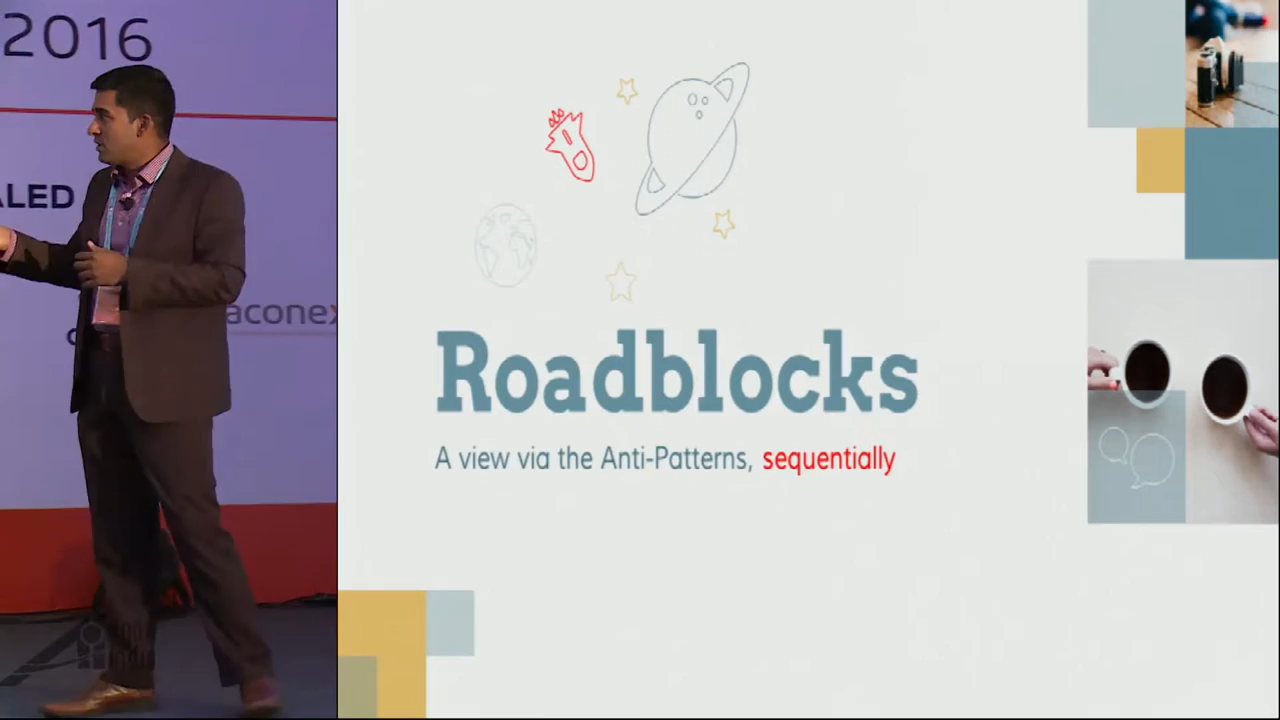 2016
ALED
aconex
Roadblocks
A view via the Anti-Patterns, sequentially